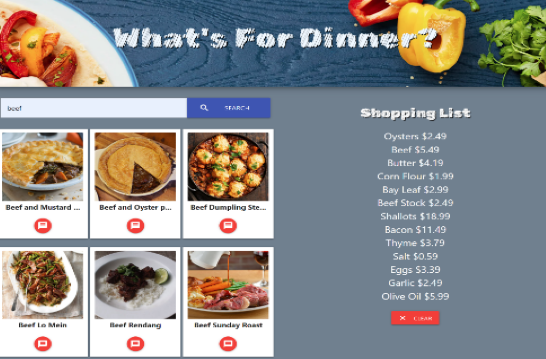 What's For Dinner?
beef
SEARCH
Beef and Mustard ...
Beef and Oyster p...
Beef Dumpling Ste...
Beef Lo Mein
Beef Rendang
Beef Sunday Roast
Shopping List
Oysters $2.49
Beef $5.49
Butter $4.19
Corn Flour $1.99
Bay Leaf $2.99
Beef Stock $2.49
Shallots $18.99
Bacon $11.49
Thyme $3.79
Salt $0.59
Eggs $3.39
Garlic $2.49
Olive Oil $5.99
CLEAR